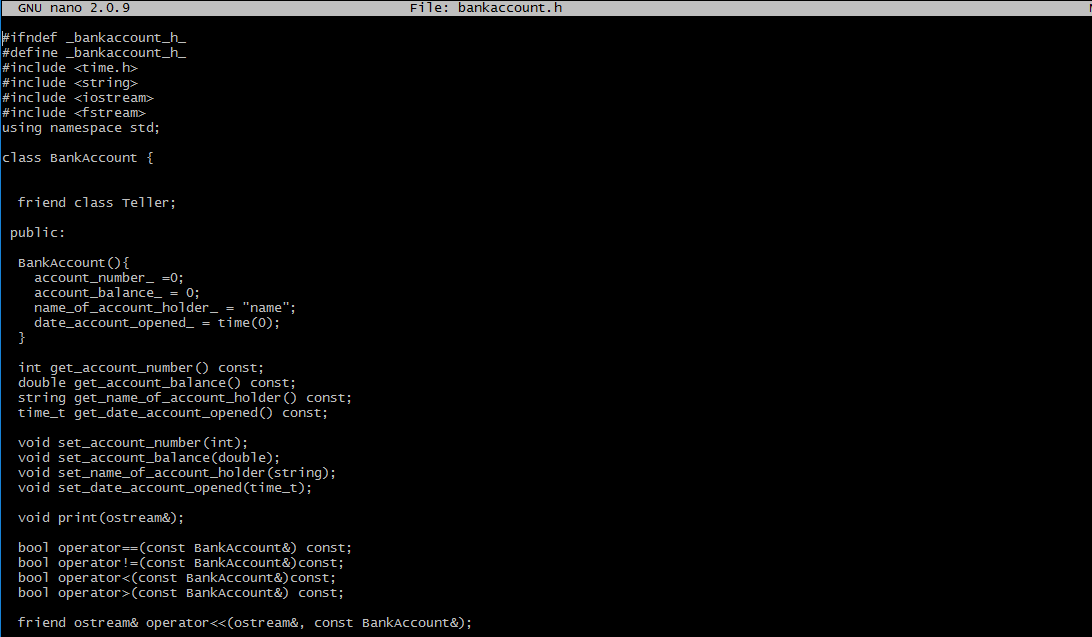 GNU nano 2.0.9 File: bankaccount.h
#ifndef _bankaccount_h_
#define _bankaccount_h_
#include <time.h>
#include <string>
#include <iostream>
#include <fstream>
using namespace std;
class BankAccount {
friend class Teller;
public:
BankAccount(){
account_number_ =0;
account_balance_ = 0;
name_of_account_holder_ = "name";
date_account_opened_ = time(0);
}
int get_account_number() const;
double get_account_balance() const;
string get_name_of_account_holder() const;
time_t get_date_account_opened() const;
void set_account_number(int);
void set_account_balance(double);
void set_name_of_account_holder(string);
void set_date_account_opened(time_t);
void print(ostream&);
bool operator==(const BankAccount&) const;
bool operator!=(const BankAccount&)const;
bool operator<(const BankAccount&)const;
bool operator>(const BankAccount&) const;
friend ostream& operator<<(ostream&, const BankAccount&);